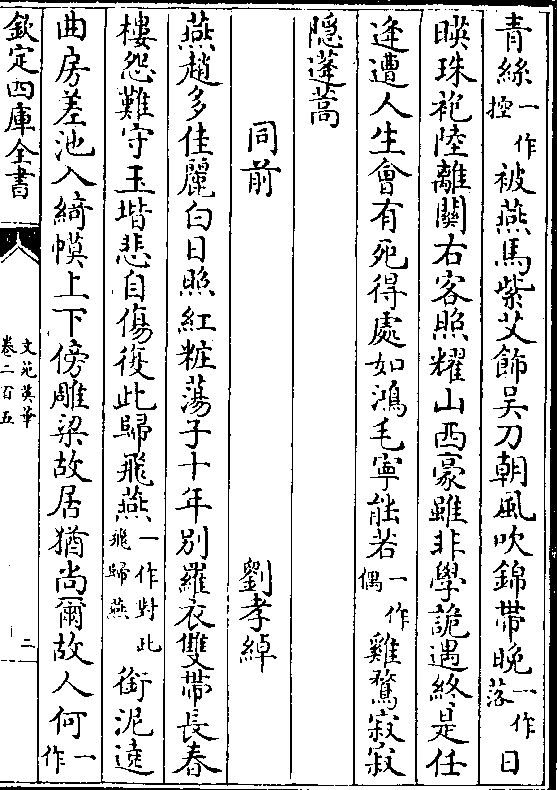 青絲一作控被燕馬紫艾飾吴刀朝風吹錦帶晚一作落日
暎珠袍陸離關右客照耀山西豪雖非學詭遇終是任
逢遭人生會有死得處如鴻毛寧能若一作偶雞鶩寂寂
隠蓬蒿
同前　劉孝綽
燕趙多佳麗白日照紅粧蕩子十年别羅衣雙帶長春
樓怨難守玉堦悲自傷復此歸飛燕一作對此飛歸燕銜泥遶
曲房差池入綺幙上下傍雕梁故居猶尚爾故人何一作
欽定四庫全書
文苑英華
卷二百五
二